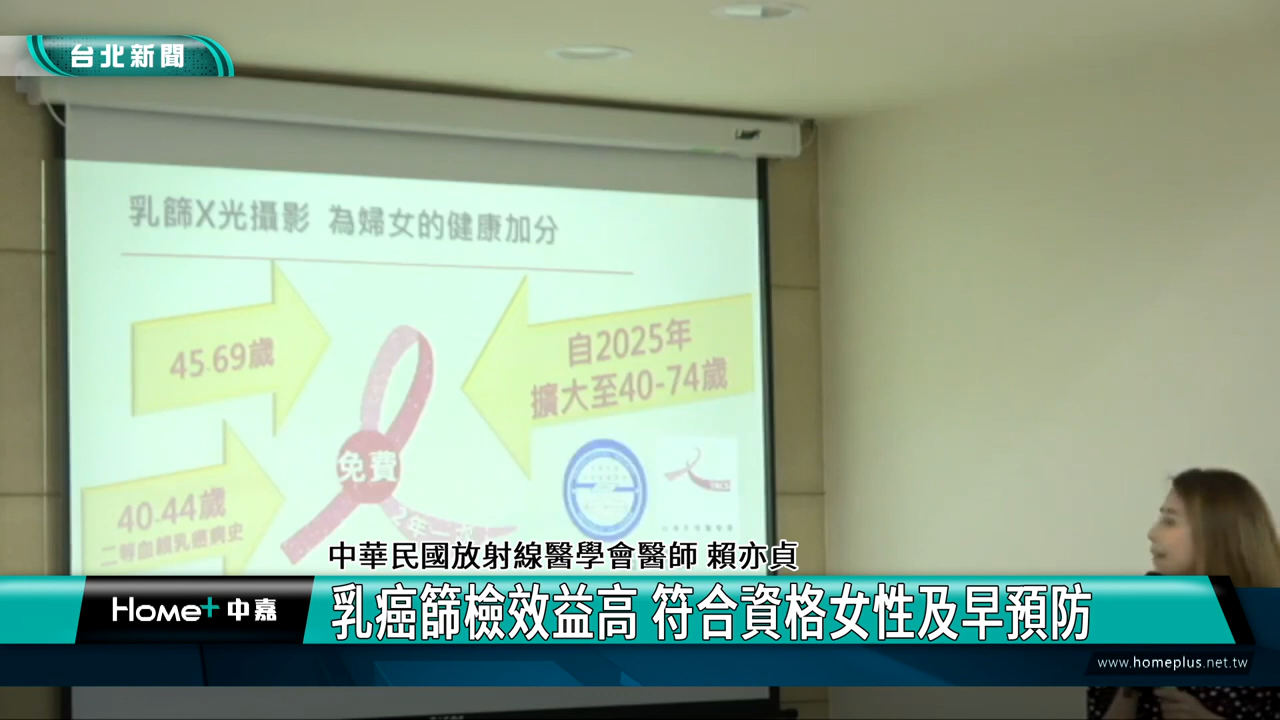 台北新聞
乳篩X光攝影 為婦女的健康加分
45-69歲
自2025年
擴大至40-74歲
免費
40-44歲
二等血親乳癌病史
2年一次
中華民國放射線醫學會醫師 賴亦貞
Home+中嘉
乳癌篩檢效益高 符合資格女性及早預防
www.homeplus.net.tw